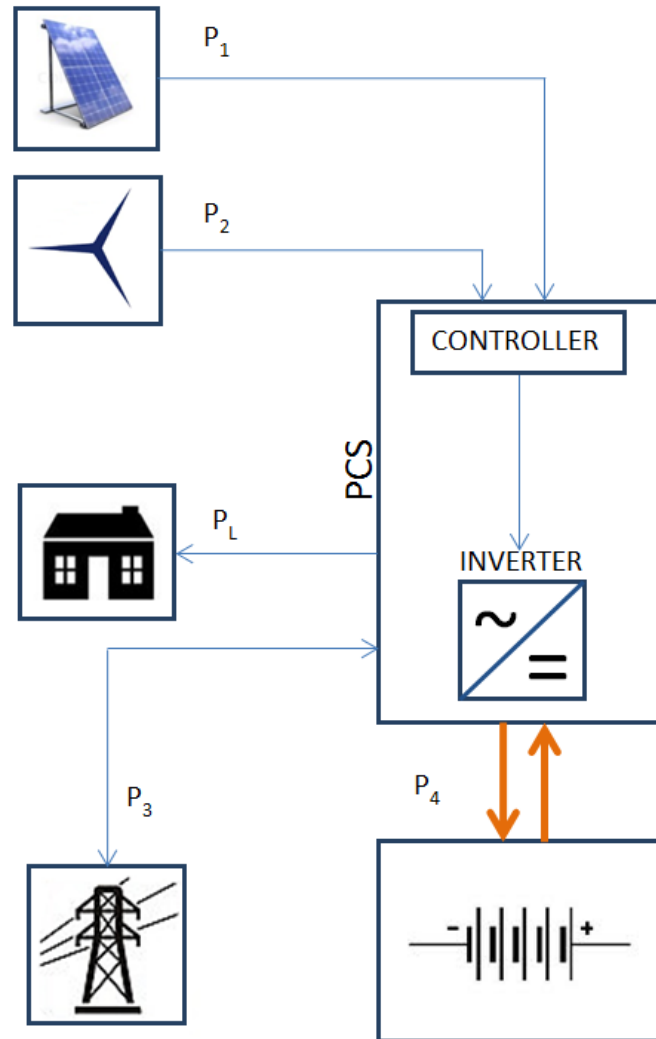 P1
P2
CONTROLLER
PCS
PL
INVERTER
~
=
P3
P4
- +